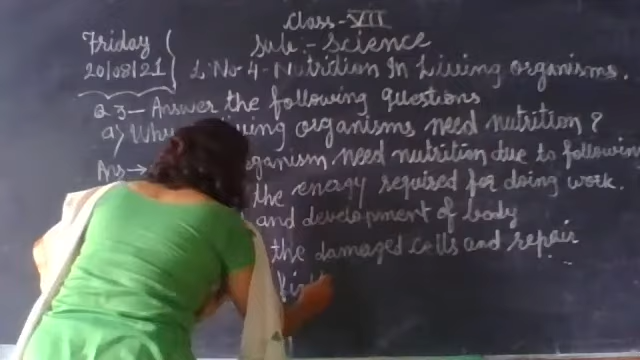 Class-VII
Friday
Sub:- Science
20/08/21
L.No 4-Nutrition In Living organisms.
Q 3- Answer the following questions
a) Why living organisms need nutrition ?
Ans → organism need nutrition due to following
the energy required for doing work.
and development of body
the damaged cells and repair